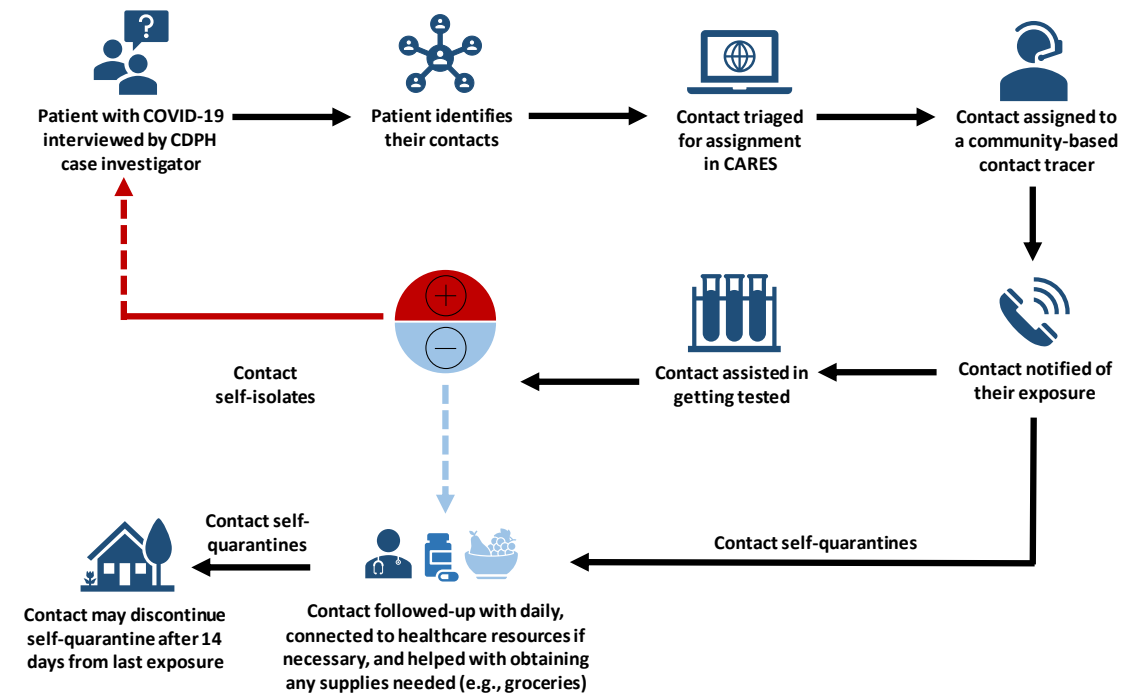 ?
Patient with COVID-19
interviewed by CDPH
case investigator
Patient identifies
their contacts
Contact triaged
for assignment
in CARES
Contact assigned to
a community-based
contact tracer
Contact notified of
their exposure
Contact assisted in
getting tested
+
−
Contact
self-isolates
Contact self-quarantines
Contact followed-up with daily,
connected to healthcare resources if
necessary, and helped with obtaining
any supplies needed (e.g., groceries)
Contact self-
quarantines
Contact may discontinue
self-quarantine after 14
days from last exposure